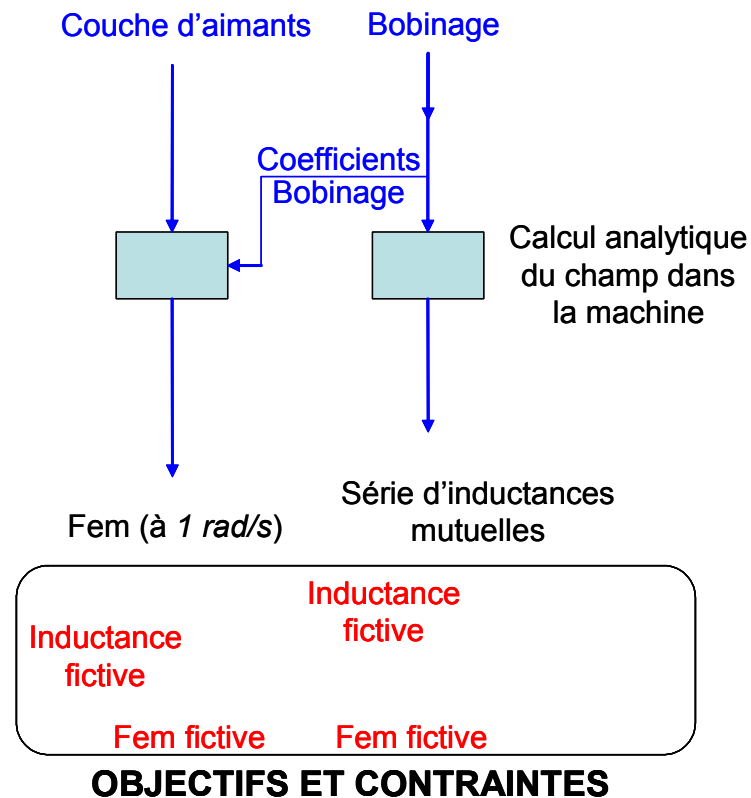 Couche d'aimants
Bobinage
Coefficients
Bobinage
Calcul analytique
du champ dans
la machine
Fem (à 1 rad/s)
Série d'inductances
mutuelles
Inductance
fictive
Inductance
fictive
Fem fictive
Fem fictive
OBJECTIFS ET CONTRAINTES